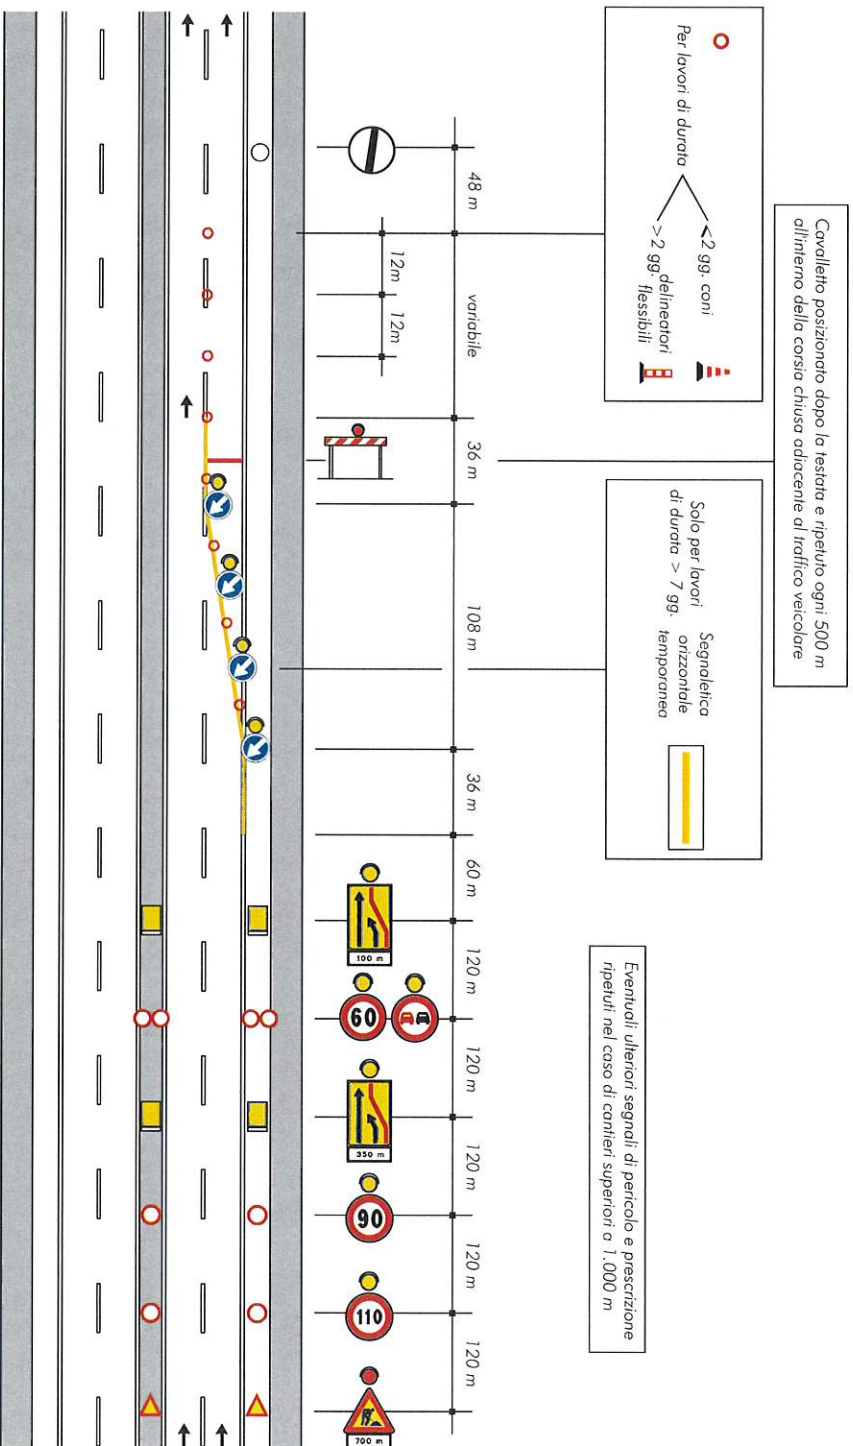 Cavalletto posizionato dopo la testata e ripetuto ogni 500 m
all'interno della corsia chiusa adiacente al traffico veicolare
Per lavori di durata
<2 gg. coni
>2 gg. delineatori
flessibili
Solo per lavori
di durata > 7 gg.
Segnaletica
orizzontale
temporanea
Eventuali ulteriori segnali di pericolo e prescrizione
ripetuti nel caso di cantieri superiori a 1.000 m
48 m
variabile
36 m
108 m
36 m
60 m
120 m
120 m
120 m
120 m
120 m
12m
12m
100 m
60
350 m
90
110
700 m